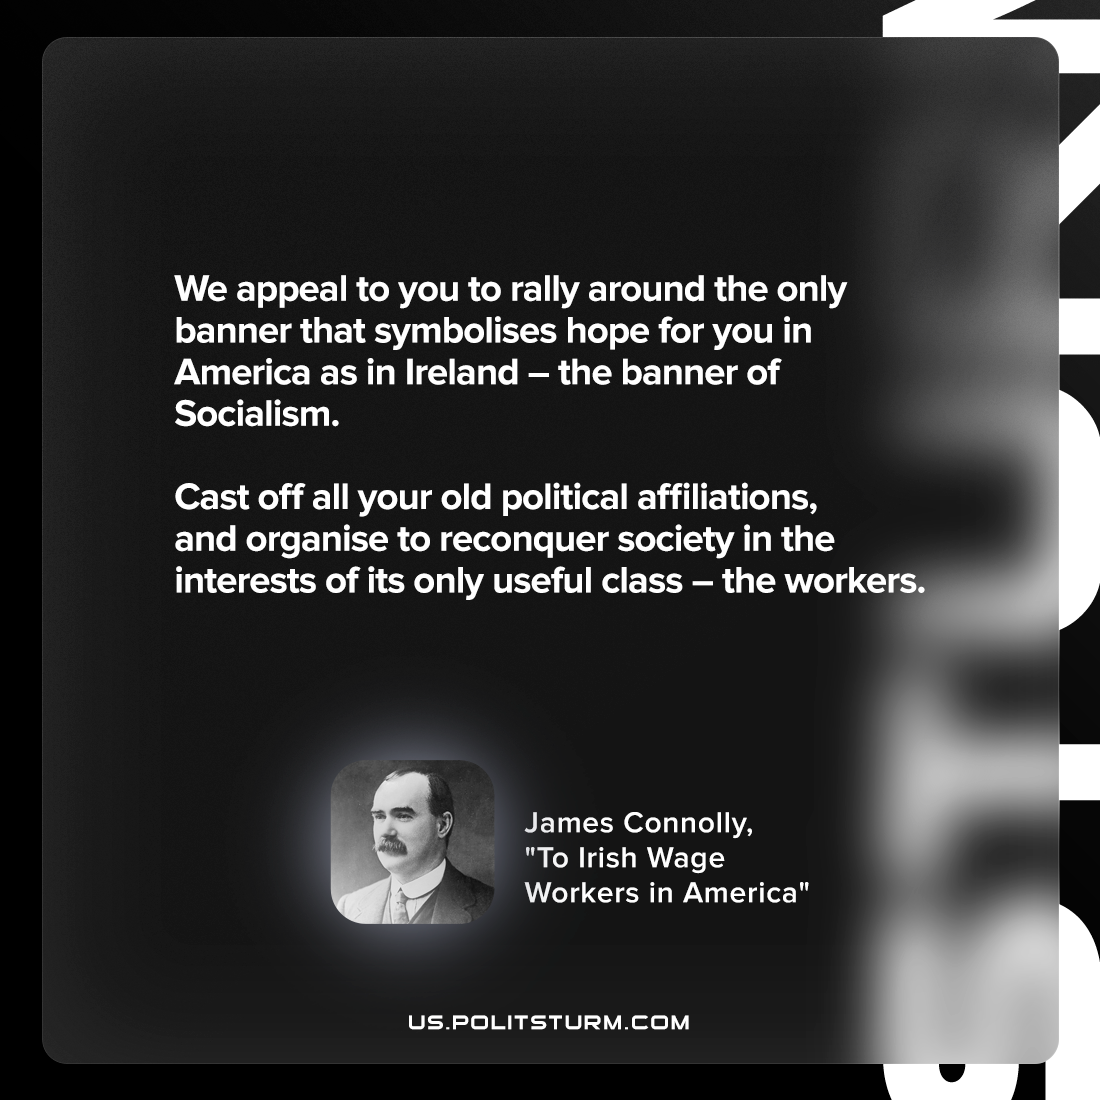 We appeal to you to rally around the only
banner that symbolises hope for you in
America as in Ireland – the banner of
Socialism.
Cast off all your old political affiliations,
and organise to reconquer society in the
interests of its only useful class – the workers.
James Connolly,
"To Irish Wage
Workers in America"
US.POLITSTURM.COM